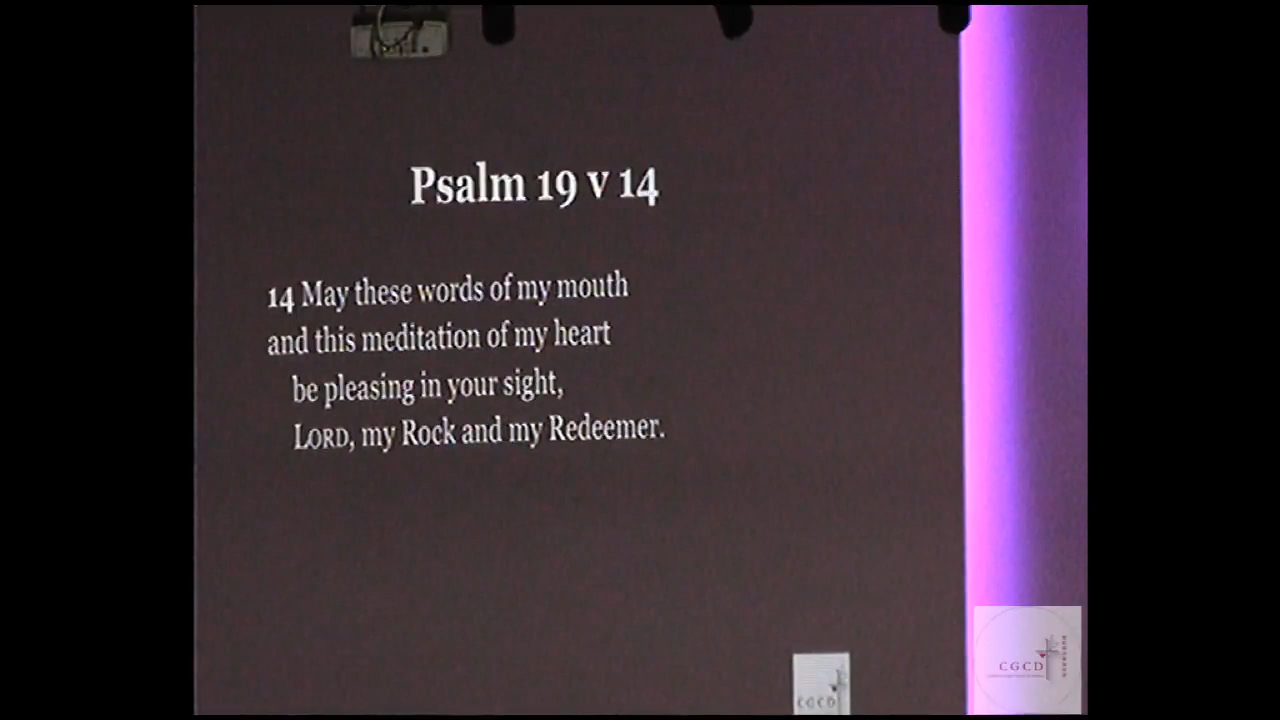 Psalm 19 v 14
14 May these words of my mouth
and this meditation of my heart
be pleasing in your sight,
LORD, my Rock and my Redeemer.
CGCD
CGCD